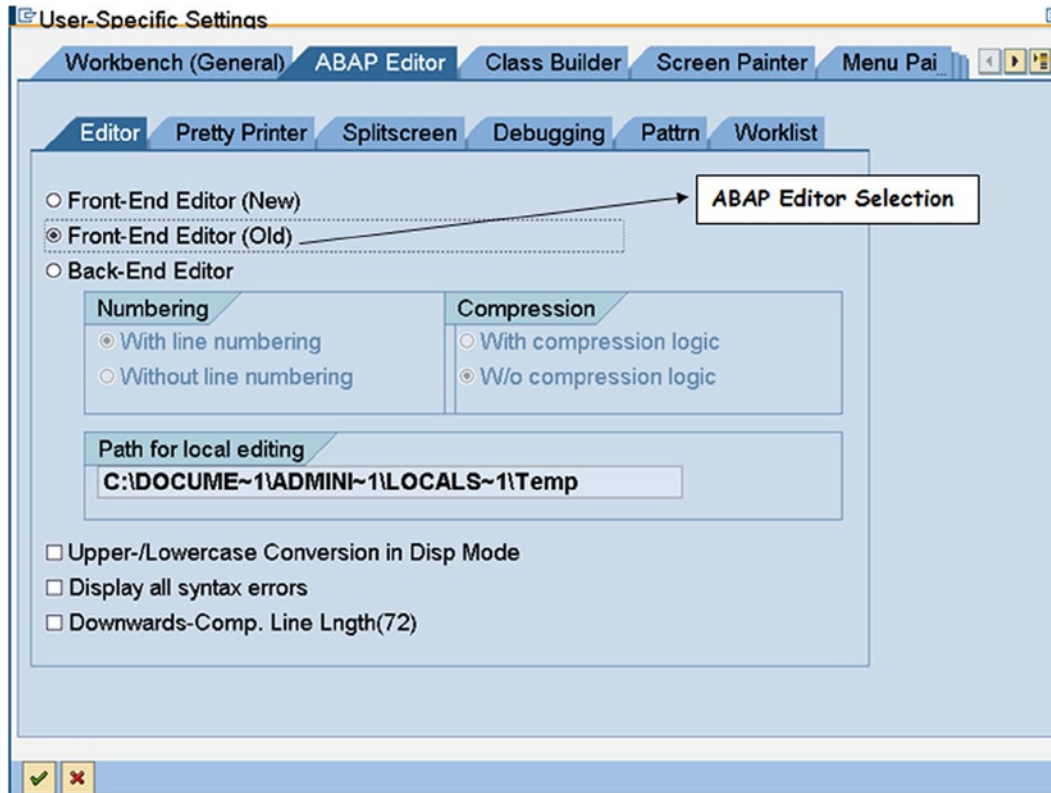 User-Specific Settings
Workbench (General) ABAP Editor Class Builder Screen Painter Menu Pai...
Editor Pretty Printer Splitscreen Debugging Pattrn Worklist
Front-End Editor (New)
ABAP Editor Selection
Front-End Editor (Old)
Back-End Editor
Numbering Compression
With line numbering With compression logic
Without line numbering W/o compression logic
Path for local editing
C:\DOCUME~1\ADMINI~1\LOCALS~1\Temp
Upper-/Lowercase Conversion in Disp Mode
Display all syntax errors
Downwards-Comp. Line Lngth(72)